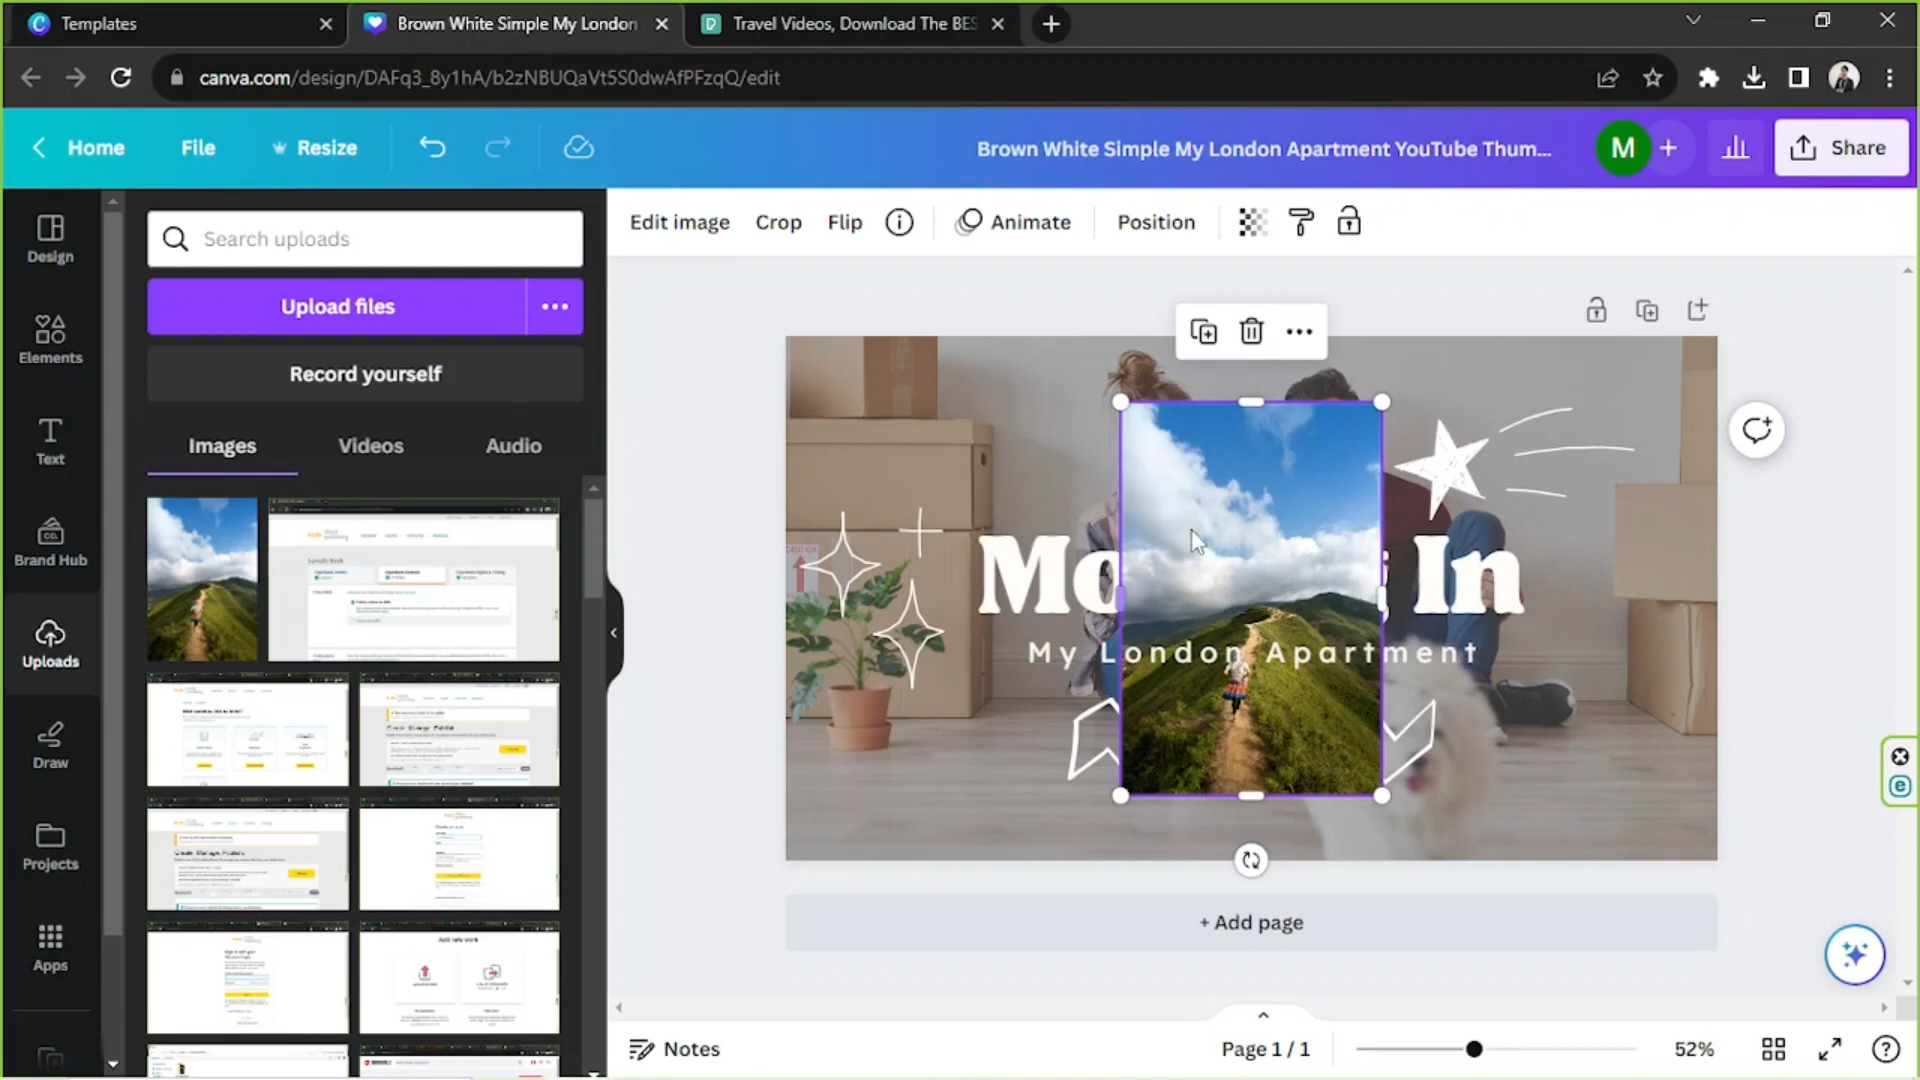 Templates
Brown White Simple My London
Travel Videos, Download The BES
canva.com/design/DAFq3_8y1hA/b2zNBUQaVt5S0dwAfPFzqQ/edit
Home
File
Resize
Brown White Simple My London Apartment YouTube Thum...
M
Share
Design
Elements
Text
Brand Hub
Uploads
Draw
Projects
Apps
Search uploads
Upload files
Record yourself
Images
Videos
Audio
Edit image
Crop
Flip
Animate
Position
Mo In
My London Apartment
+ Add page
Notes
Page 1 / 1
52%